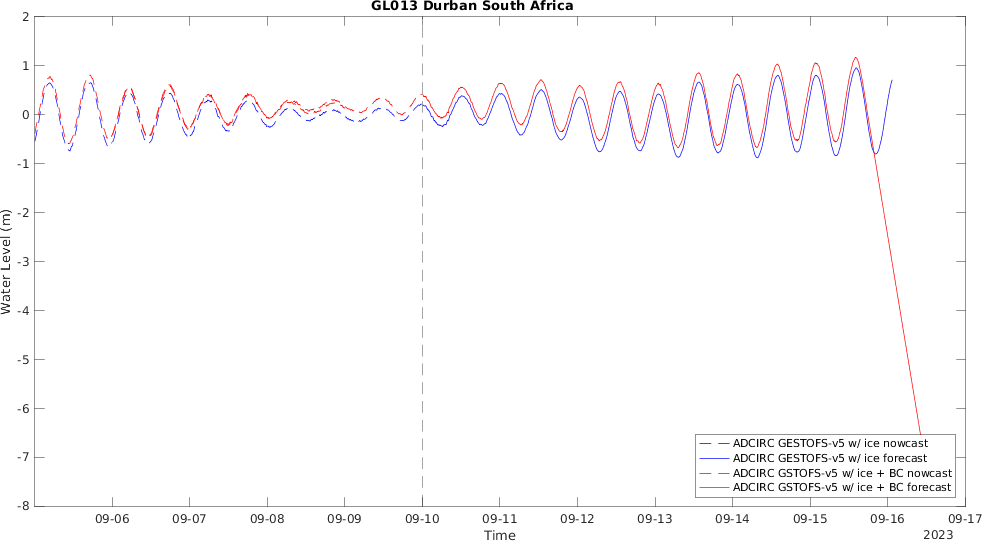 GL013 Durban South Africa
2
1
0
-1
-2
-3
-4
-5
-6
-7
-8
Water Level (m)
ADCIRC GESTOFS-v5 w/ ice nowcast
ADCIRC GESTOFS-v5 w/ ice forecast
ADCIRC GSTOFS-v5 w/ ice + BC nowcast
ADCIRC GSTOFS-v5 w/ ice + BC forecast
09-06 09-07 09-08 09-09 09-10 09-11 09-12 09-13 09-14 09-15 09-16 09-17
Time
2023